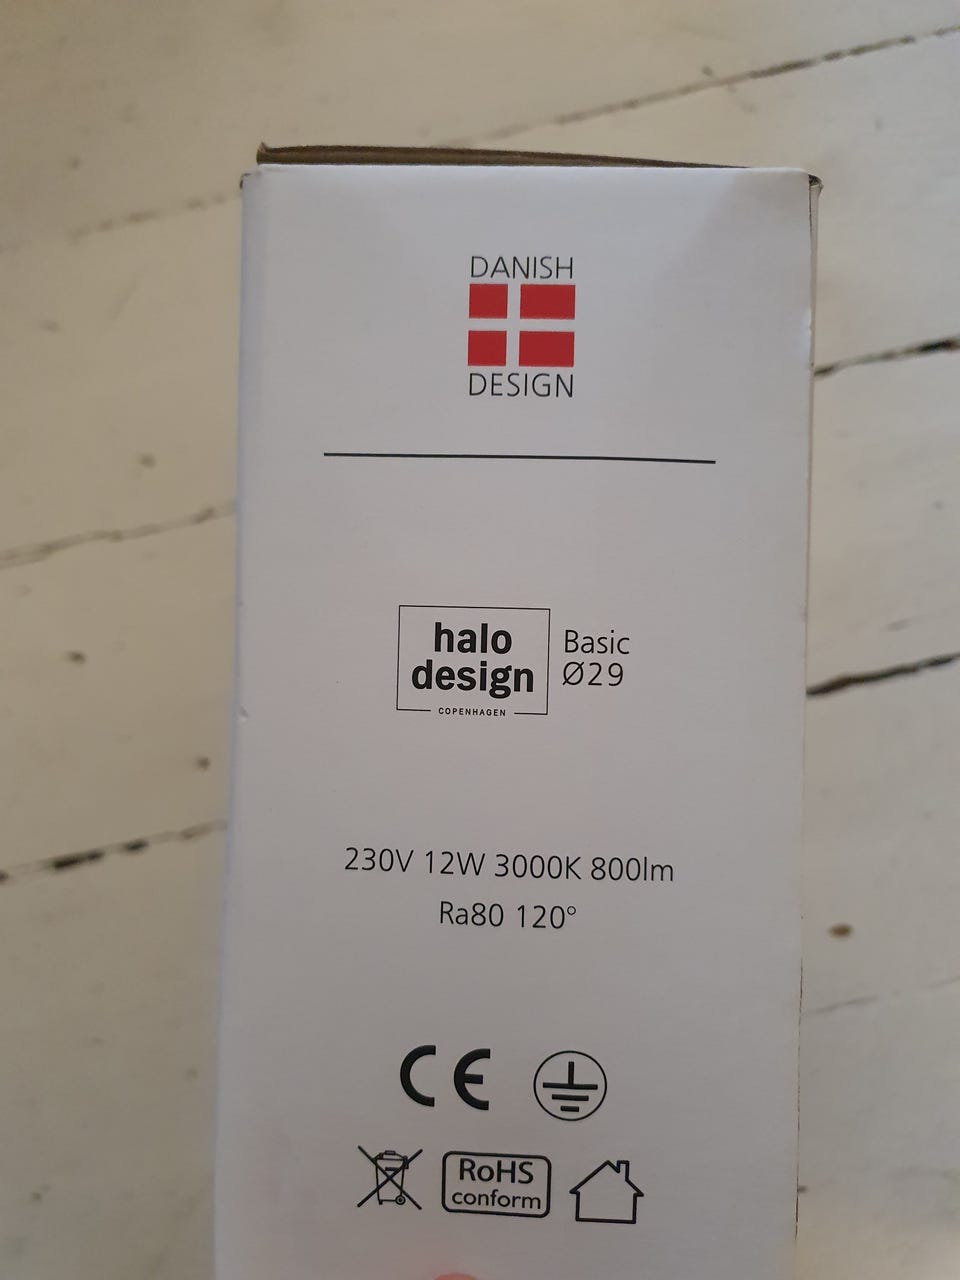 DANISH
DESIGN
halo
design
COPENHAGEN
Basic
Ø29
230V 12W 3000K 800lm
Ra80 120°
CE
RoHS
conform